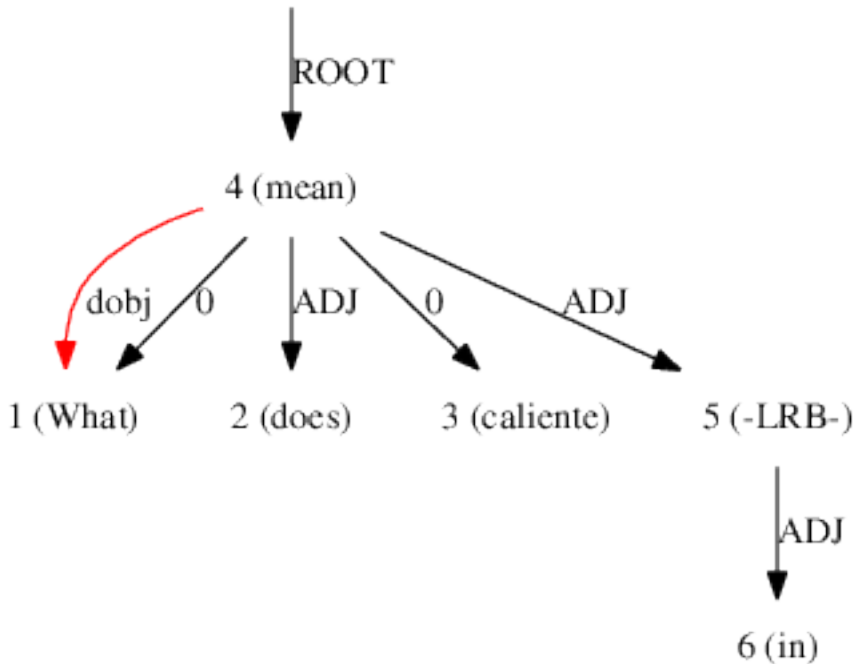 ROOT
4 (mean)
dobj 0 ADJ 0 ADJ
1 (What) 2 (does) 3 (caliente) 5 (-LRB-)
ADJ
6 (in)